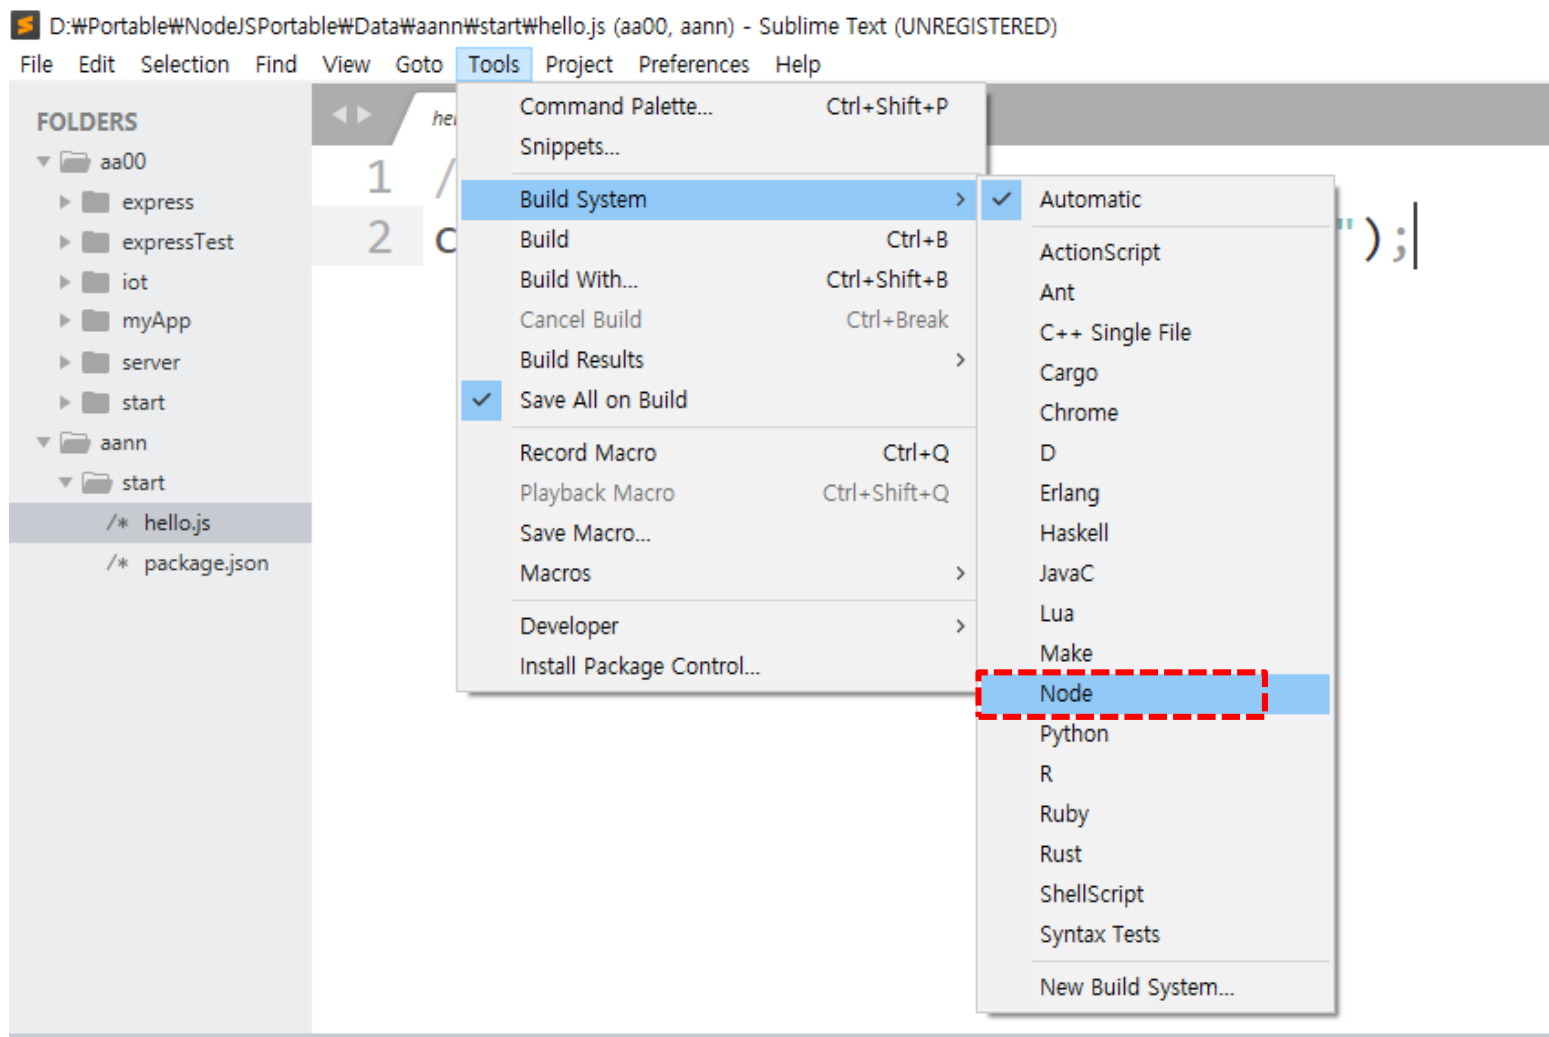 D:₩Portable₩NodeJSPortable₩Data₩aann₩start₩hello.js (aa00, aann) - Sublime Text (UNREGISTERED)
File Edit Selection Find View Goto Tools Project Preferences Help
FOLDERS
aa00
express
expressTest
iot
myApp
server
start
aann
start
/* hello.js
/* package.json
hel
1 /
2 c ");
Command Palette... Ctrl+Shift+P
Snippets...
Build System
Build Ctrl+B
Build With... Ctrl+Shift+B
Cancel Build Ctrl+Break
Build Results
Save All on Build
Record Macro Ctrl+Q
Playback Macro Ctrl+Shift+Q
Save Macro...
Macros
Developer
Install Package Control...
Automatic
ActionScript
Ant
C++ Single File
Cargo
Chrome
D
Erlang
Haskell
JavaC
Lua
Make
Node
Python
R
Ruby
Rust
ShellScript
Syntax Tests
New Build System...